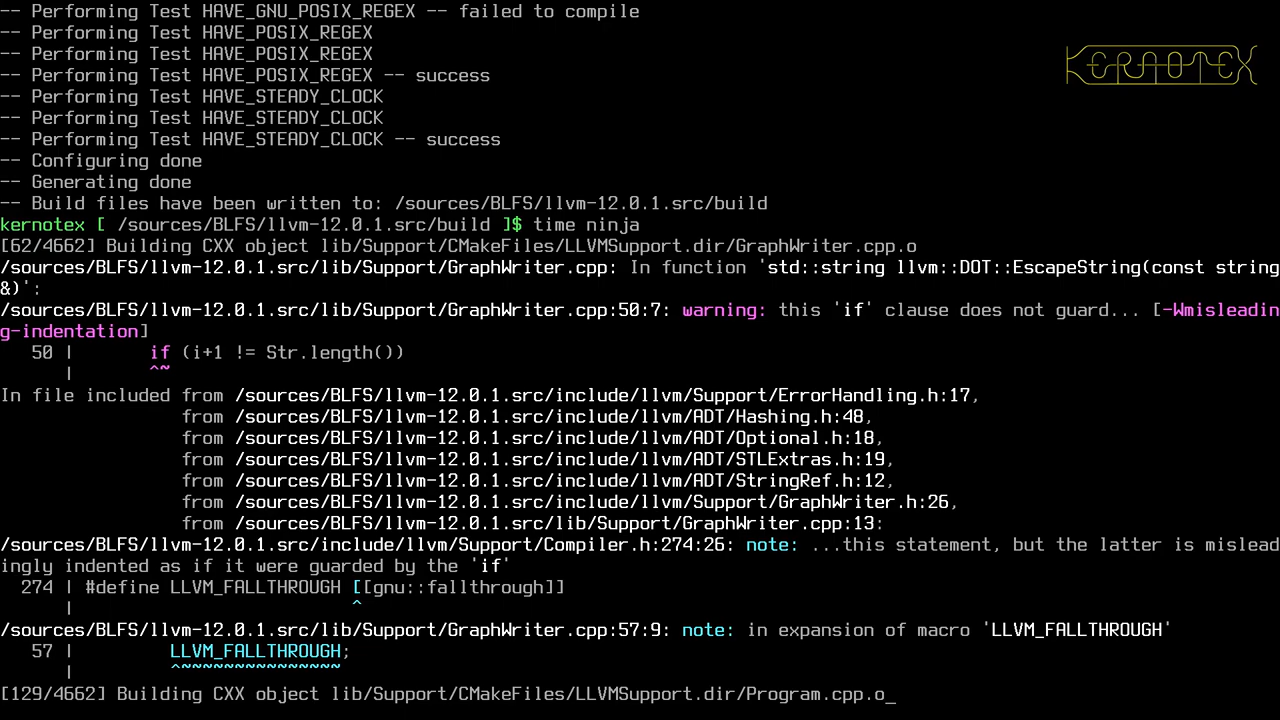 -- Performing Test HAVE_GNU_POSIX_REGEX -- failed to compile
-- Performing Test HAVE_POSIX_REGEX
-- Performing Test HAVE_POSIX_REGEX
-- Performing Test HAVE_POSIX_REGEX -- success
-- Performing Test HAVE_STEADY_CLOCK
-- Performing Test HAVE_STEADY_CLOCK
-- Performing Test HAVE_STEADY_CLOCK -- success
-- Configuring done
-- Generating done
-- Build files have been written to: /sources/BLFS/llvm-12.0.1.src/build
KERNOTEX
kernotex [ /sources/BLFS/llvm-12.0.1.src/build ]$ time ninja
[62/4662] Building CXX object lib/Support/CMakeFiles/LLVMSupport.dir/GraphWriter.cpp.o
/sources/BLFS/llvm-12.0.1.src/lib/Support/GraphWriter.cpp: In function 'std::string llvm::DOT::EscapeString(const string
&)':
/sources/BLFS/llvm-12.0.1.src/lib/Support/GraphWriter.cpp:50:7: warning: this 'if' clause does not guard... [-Wmisleadin
g-indentation]
   50 |       if (i+1 != Str.length())
      |       ^~
In file included from /sources/BLFS/llvm-12.0.1.src/include/llvm/Support/ErrorHandling.h:17,
                 from /sources/BLFS/llvm-12.0.1.src/include/llvm/ADT/Hashing.h:48,
                 from /sources/BLFS/llvm-12.0.1.src/include/llvm/ADT/Optional.h:18,
                 from /sources/BLFS/llvm-12.0.1.src/include/llvm/ADT/STLExtras.h:19,
                 from /sources/BLFS/llvm-12.0.1.src/include/llvm/ADT/StringRef.h:12,
                 from /sources/BLFS/llvm-12.0.1.src/include/llvm/Support/GraphWriter.h:26,
                 from /sources/BLFS/llvm-12.0.1.src/lib/Support/GraphWriter.cpp:13:
/sources/BLFS/llvm-12.0.1.src/include/llvm/Support/Compiler.h:274:26: note: ...this statement, but the latter is mislead
ingly indented as if it were guarded by the 'if'
  274 | #define LLVM_FALLTHROUGH [[gnu::fallthrough]]
      |                          ^
/sources/BLFS/llvm-12.0.1.src/lib/Support/GraphWriter.cpp:57:9: note: in expansion of macro 'LLVM_FALLTHROUGH'
   57 |         LLVM_FALLTHROUGH;
      |         ^~~~~~~~~~~~~~~~
[129/4662] Building CXX object lib/Support/CMakeFiles/LLVMSupport.dir/Program.cpp.o_